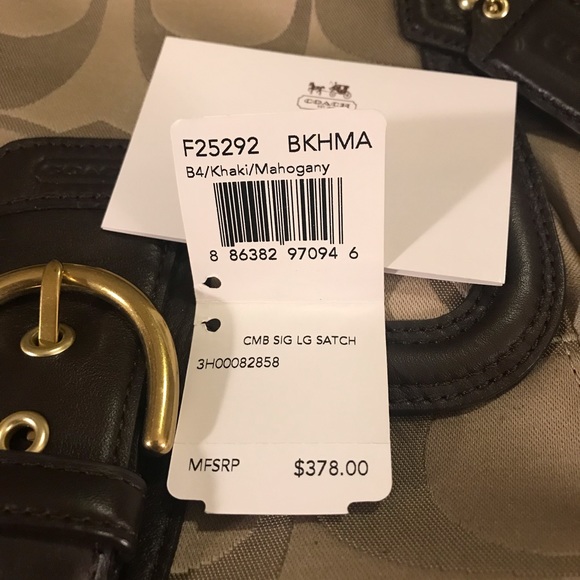 COACH
F25292 BKHMA
B4/Khaki/Mahogany
8 86382 97094 6
CMB SIG LG SATCH
3H00082858
MFSRP $378.00